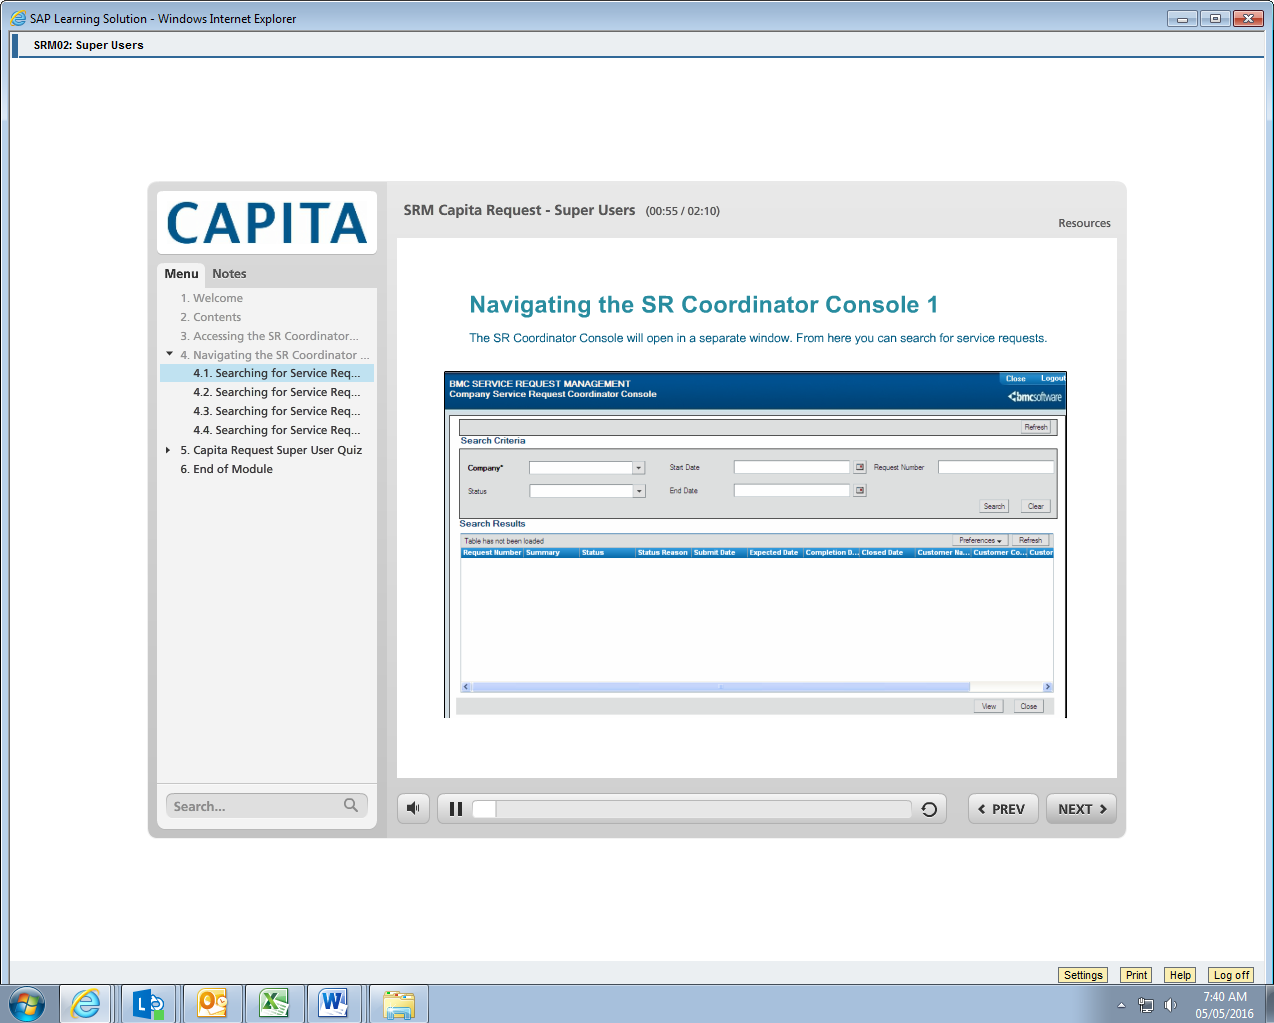 SAP Learning Solution - Windows Internet Explorer
SRM02: Super Users
CAPITA
SRM Capita Request - Super Users (00:55 / 02:10)
Resources
Menu Notes
1. Welcome
2. Contents
3. Accessing the SR Coordinator...
4. Navigating the SR Coordinator ...
4.1. Searching for Service Req...
4.2. Searching for Service Req...
4.3. Searching for Service Req...
4.4. Searching for Service Req...
5. Capita Request Super User Quiz
6. End of Module
Search...
Navigating the SR Coordinator Console 1
The SR Coordinator Console will open in a separate window. From here you can search for service requests.
BMC SERVICE REQUEST MANAGEMENT
Company Service Request Coordinator Console
Close Logout
bmcsoftware
Refresh
Search Criteria
Company* Start Date Request Number
Status End Date
Search Clear
Search Results
Table has not been loaded Preferences Refresh
Request Number Summary Status Status Reason Submit Date Expected Date Completion D... Closed Date Customer Na... Customer Co... Custor
View Close
PREV NEXT
Settings Print Help Log off
7:40 AM
05/05/2016